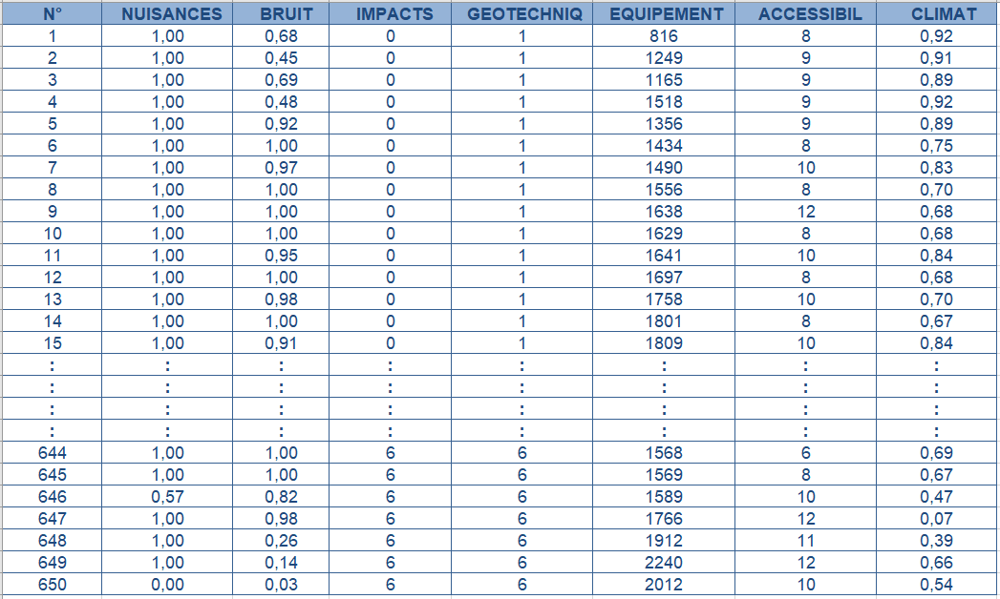 N° NUISANCES BRUIT IMPACTS GEOTECHNIQ EQUIPEMENT ACCESSIBIL CLIMAT
1 1,00 0,68 0 1 816 8 0,92
2 1,00 0,45 0 1 1249 9 0,91
3 1,00 0,69 0 1 1165 9 0,89
4 1,00 0,48 0 1 1518 9 0,92
5 1,00 0,92 0 1 1356 9 0,89
6 1,00 1,00 0 1 1434 8 0,75
7 1,00 0,97 0 1 1490 10 0,83
8 1,00 1,00 0 1 1556 8 0,70
9 1,00 1,00 0 1 1638 12 0,68
10 1,00 1,00 0 1 1629 8 0,68
11 1,00 0,95 0 1 1641 10 0,84
12 1,00 1,00 0 1 1697 8 0,68
13 1,00 0,98 0 1 1758 10 0,70
14 1,00 1,00 0 1 1801 8 0,67
15 1,00 0,91 0 1 1809 10 0,84
: : : : : : : :
: : : : : : : :
: : : : : : : :
: : : : : : : :
644 1,00 1,00 6 6 1568 6 0,69
645 1,00 1,00 6 6 1569 8 0,67
646 0,57 0,82 6 6 1589 10 0,47
647 1,00 0,98 6 6 1766 12 0,07
648 1,00 0,26 6 6 1912 11 0,39
649 1,00 0,14 6 6 2240 12 0,66
650 0,00 0,03 6 6 2012 10 0,54